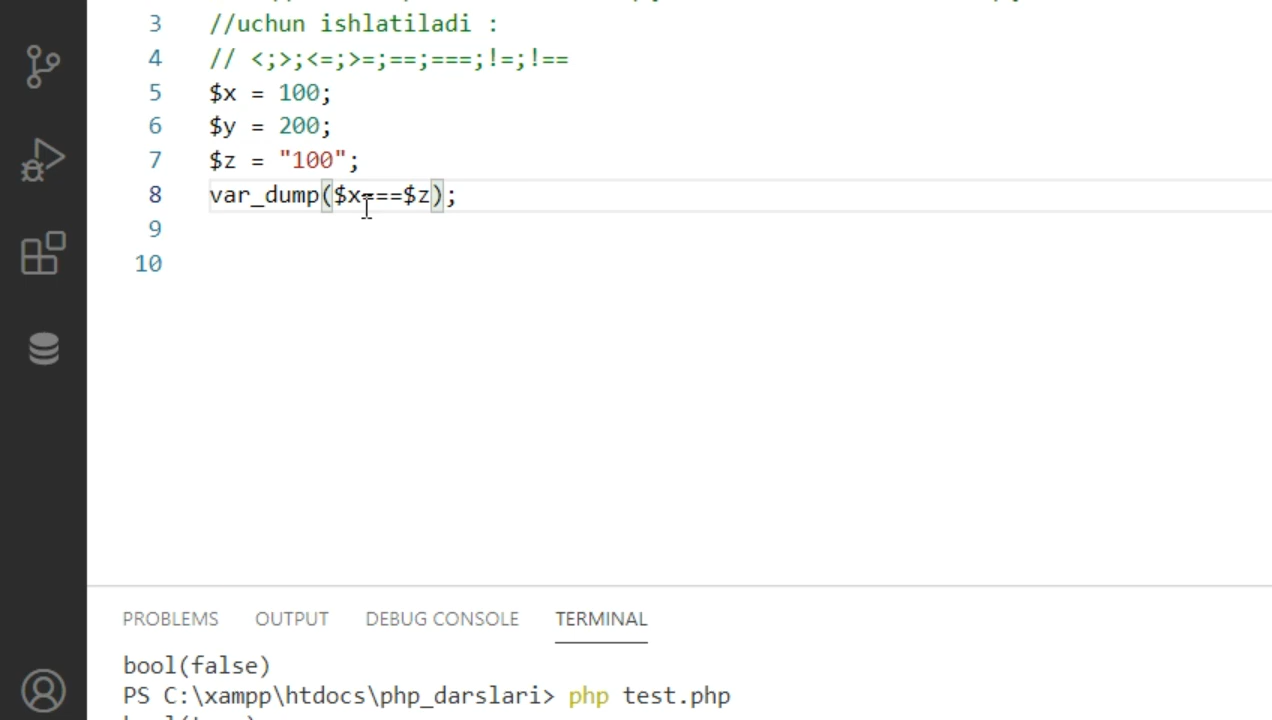 3 //uchun ishlatiladi :
4 // <;>;<=;>=;==;===;!=;!==
5 $x = 100;
6 $y = 200;
7 $z = "100";
8 var_dump($x===$z);
9
10
PROBLEMS OUTPUT DEBUG CONSOLE TERMINAL
bool(false)
PS C:\xampp\htdocs\php_darslari> php test.php